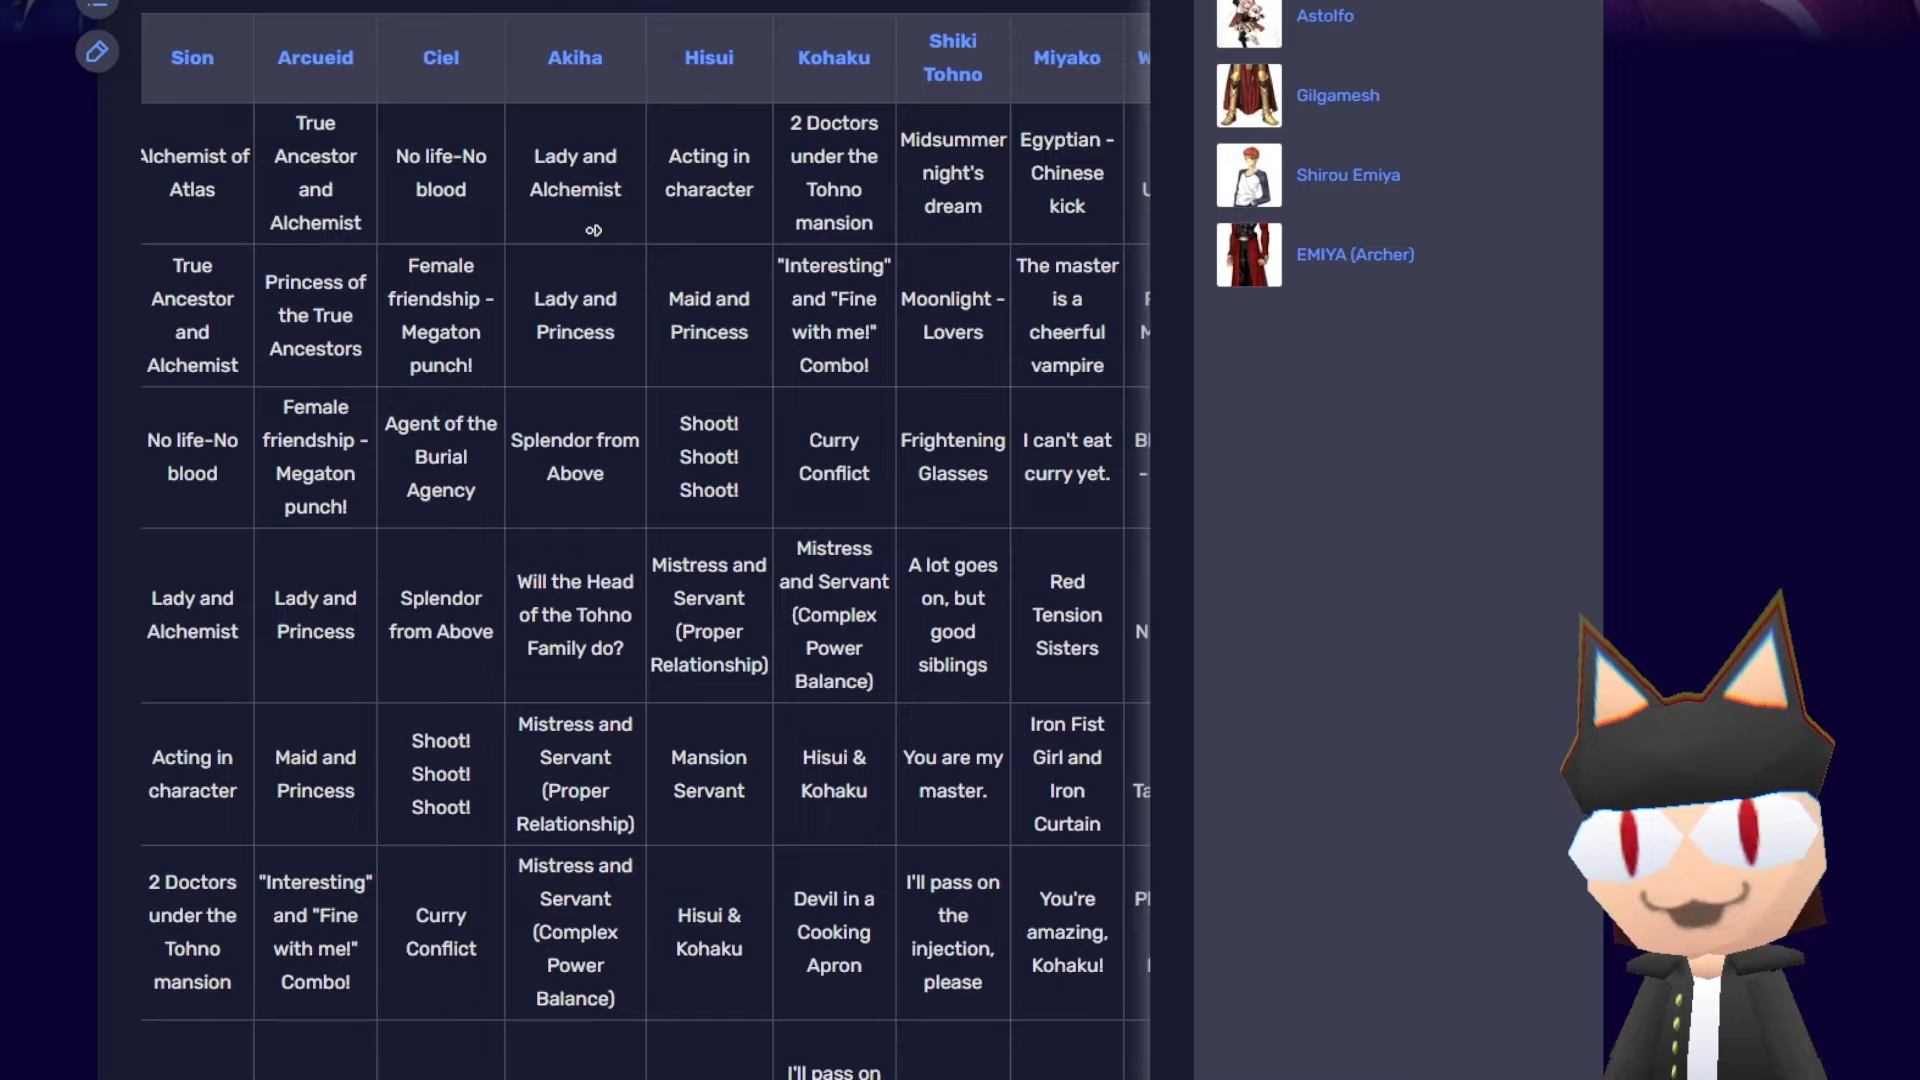 Sion
Arcueid
Ciel
Akiha
Hisui
Kohaku
Shiki
Tohno
Miyako
Alchemist of
Atlas
True
Ancestor
and
Alchemist
No life-No
blood
Lady and
Alchemist
Acting in
character
2 Doctors
under the
Tohno
mansion
Midsummer
night's
dream
Egyptian -
Chinese
kick
True
Ancestor
and
Alchemist
Princess of
the True
Ancestors
Female
friendship -
Megaton
punch!
Lady and
Princess
Maid and
Princess
"Interesting"
and "Fine
with me!"
Combo!
Moonlight -
Lovers
The master
is a
cheerful
vampire
No life-No
blood
Female
friendship -
Megaton
punch!
Agent of the
Burial
Agency
Splendor from
Above
Shoot!
Shoot!
Shoot!
Curry
Conflict
Frightening
Glasses
I can't eat
curry yet.
Lady and
Alchemist
Lady and
Princess
Splendor
from Above
Will the Head
of the Tohno
Family do?
Mistress and
Servant
(Proper
Relationship)
Mistress
and Servant
(Complex
Power
Balance)
A lot goes
on, but
good
siblings
Red
Tension
Sisters
Acting in
character
Maid and
Princess
Shoot!
Shoot!
Shoot!
Mistress and
Servant
(Proper
Relationship)
Mansion
Servant
Hisui &
Kohaku
You are my
master.
Iron Fist
Girl and
Iron
Curtain
2 Doctors
under the
Tohno
mansion
"Interesting"
and "Fine
with me!"
Combo!
Curry
Conflict
Mistress and
Servant
(Complex
Power
Balance)
Hisui &
Kohaku
Devil in a
Cooking
Apron
I'll pass on
the
injection,
please
You're
amazing,
Kohaku!
I'll pass on
Astolfo
Gilgamesh
Shirou Emiya
EMIYA (Archer)